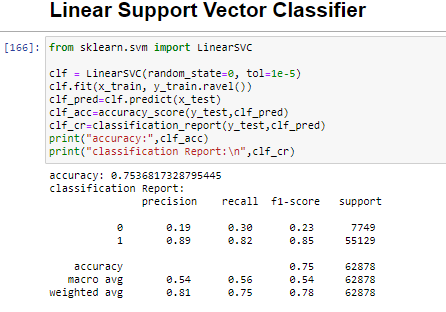 Linear Support Vector Classifier
[166]: from sklearn.svm import LinearSVC
clf = LinearSVC(random_state=0, tol=1e-5)
clf.fit(x_train, y_train.ravel())
clf_pred=clf.predict(x_test)
clf_acc=accuracy_score(y_test,clf_pred)
clf_cr=classification_report(y_test,clf_pred)
print("accuracy:",clf_acc)
print("classification Report:\n",clf_cr)
accuracy: 0.7536817328795445
classification Report:
precision recall f1-score support
0 0.19 0.30 0.23 7749
1 0.89 0.82 0.85 55129
accuracy 0.75 62878
macro avg 0.54 0.56 0.54 62878
weighted avg 0.81 0.75 0.78 62878